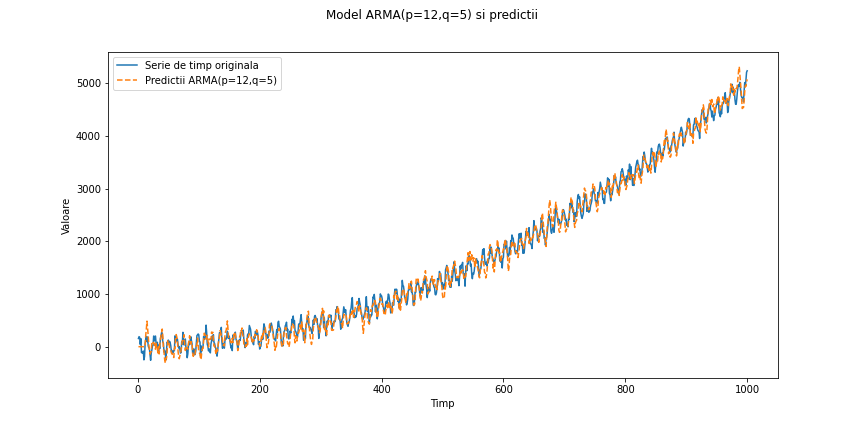 Model ARMA(p=12,q=5) si predictii
Serie de timp originala
Predictii ARMA(p=12,q=5)
5000
4000
3000
2000
1000
0
Valoare
0 200 400 600 800 1000
Timp